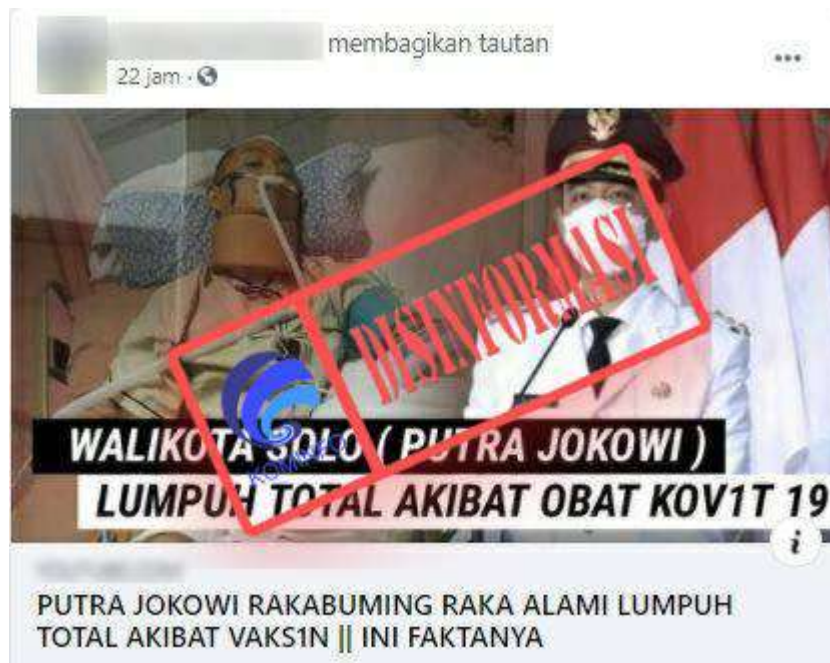 membagikan tautan
22 jam ·
DISINFORMASI
KOMINFO
WALIKOTA SOLO ( PUTRA JOKOWI )
LUMPUH TOTAL AKIBAT OBAT KOV1T 19
i
PUTRA JOKOWI RAKABUMING RAKA ALAMI LUMPUH
TOTAL AKIBAT VAKS1N || INI FAKTANYA